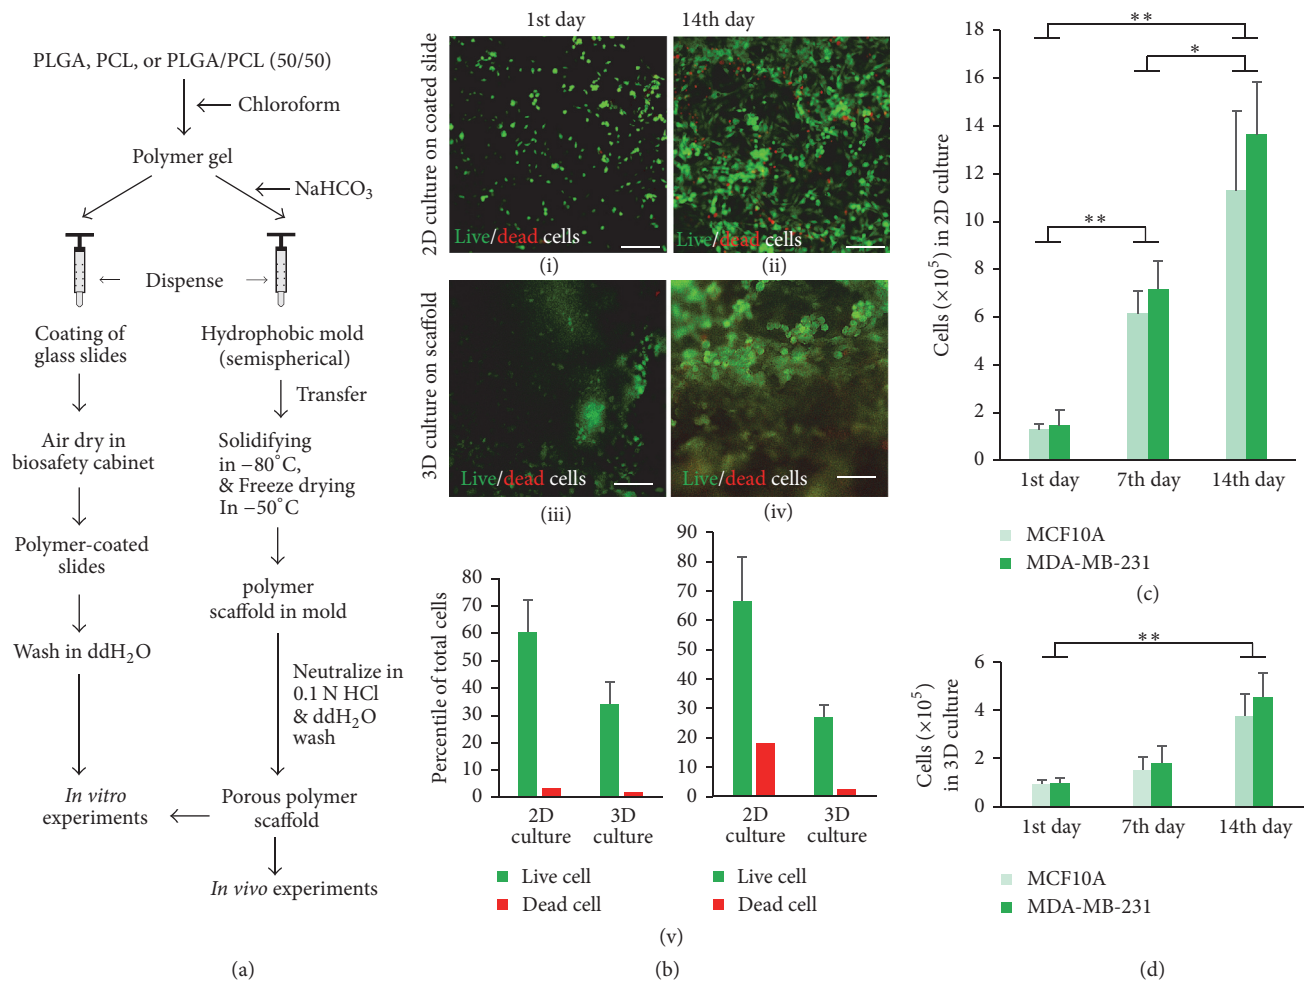 PLGA, PCL, or PLGA/PCL (50/50)
Chloroform
Polymer gel
NaHCO₃
Dispense
Coating of
glass slides
Hydrophobic mold
(semispherical)
Transfer
Air dry in
biosafety cabinet
Solidifying
in −80°C,
& Freeze drying
In −50°C
Polymer-coated
slides
polymer
scaffold in mold
Wash in ddH₂O
Neutralize in
0.1 N HCl
& ddH₂O
wash
In vitro
experiments
Porous polymer
scaffold
In vivo experiments
(a)
1st day
14th day
2D culture on coated slide
Live/dead cells
Live/dead cells
(i)
(ii)
3D culture on scaffold
Live/dead cells
Live/dead cells
(iii)
(iv)
Percentile of total cells
80
70
60
50
40
30
20
10
0
2D
culture
3D
culture
Live cell
Dead cell
90
80
70
60
50
40
30
20
10
0
2D
culture
3D
culture
Live cell
Dead cell
(v)
(b)
Cells (×10⁵) in 2D culture
18
16
14
12
10
8
6
4
2
0
**
*
**
1st day
7th day
14th day
MCF10A
MDA-MB-231
(c)
Cells (×10⁵)
in 3D culture
6
4
2
0
**
1st day
7th day
14th day
MCF10A
MDA-MB-231
(d)